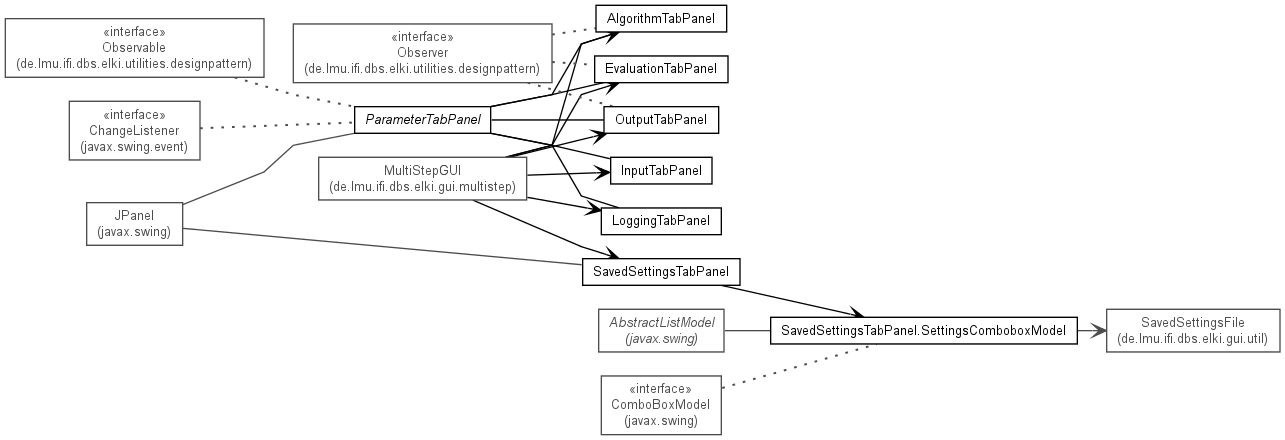 «interface»
Observable
(de.lmu.ifi.dbs.elki.utilities.designpattern)
«interface»
Observer
(de.lmu.ifi.dbs.elki.utilities.designpattern)
AlgorithmTabPanel
EvaluationTabPanel
«interface»
ChangeListener
(javax.swing.event)
ParameterTabPanel
OutputTabPanel
MultiStepGUI
(de.lmu.ifi.dbs.elki.gui.multistep)
InputTabPanel
JPanel
(javax.swing)
LoggingTabPanel
SavedSettingsTabPanel
AbstractListModel
(javax.swing)
SavedSettingsTabPanel.SettingsComboboxModel
SavedSettingsFile
(de.lmu.ifi.dbs.elki.gui.util)
«interface»
ComboBoxModel
(javax.swing)